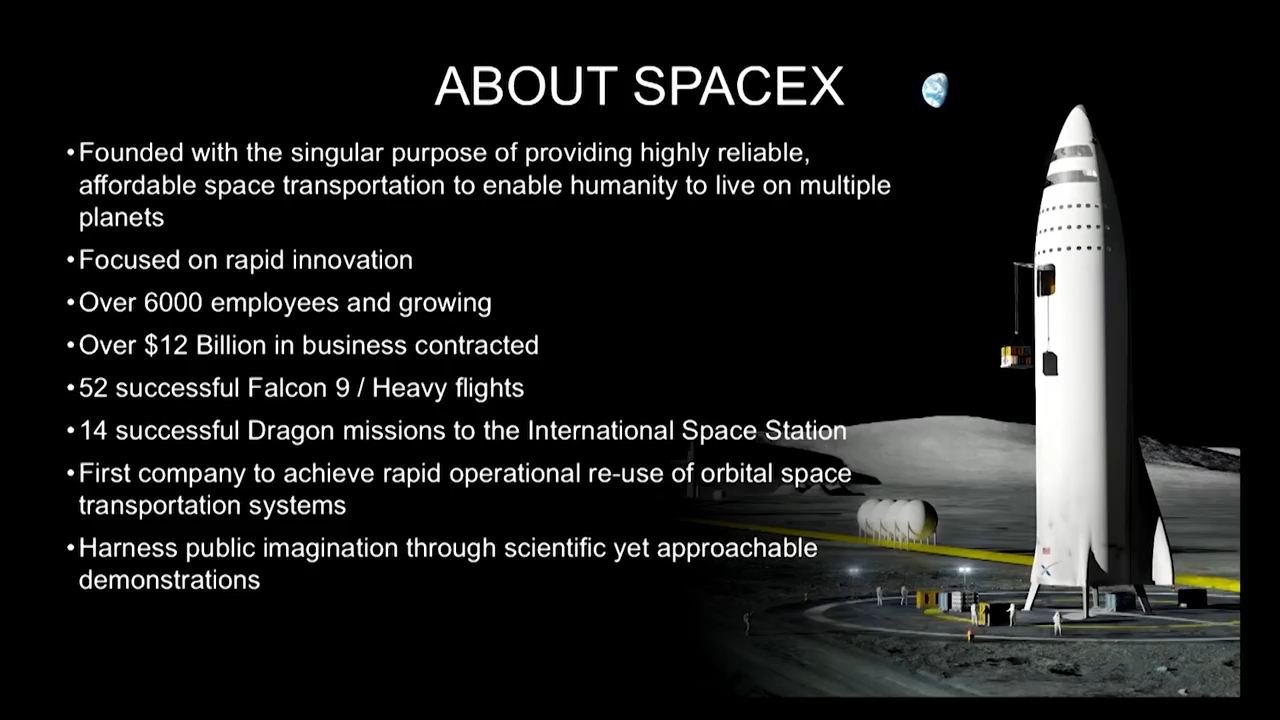 ABOUT SPACEX
•Founded with the singular purpose of providing highly reliable,
affordable space transportation to enable humanity to live on multiple
planets
•Focused on rapid innovation
•Over 6000 employees and growing
•Over $12 Billion in business contracted
•52 successful Falcon 9 / Heavy flights
•14 successful Dragon missions to the International Space Station
•First company to achieve rapid operational re-use of orbital space
transportation systems
•Harness public imagination through scientific yet approachable
demonstrations